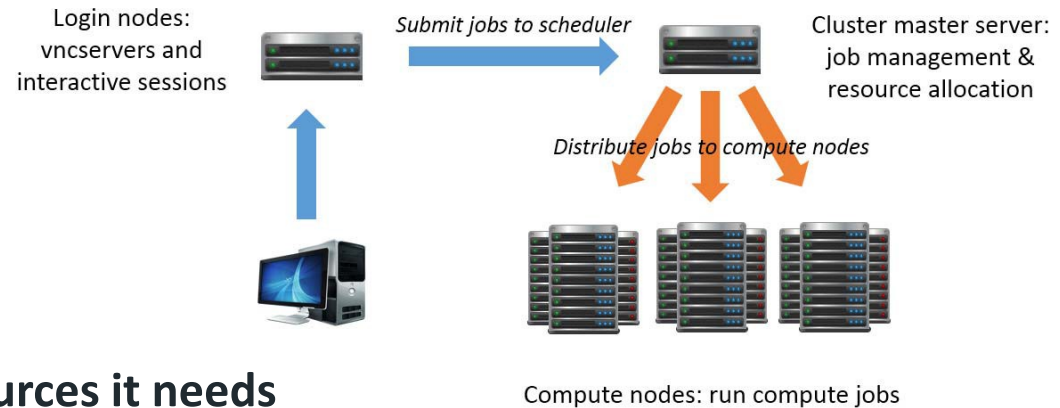 Login nodes:
vncservers and
interactive sessions
Submit jobs to scheduler
Cluster master server:
job management &
resource allocation
Distribute jobs to compute nodes
urces it needs
Compute nodes: run compute jobs